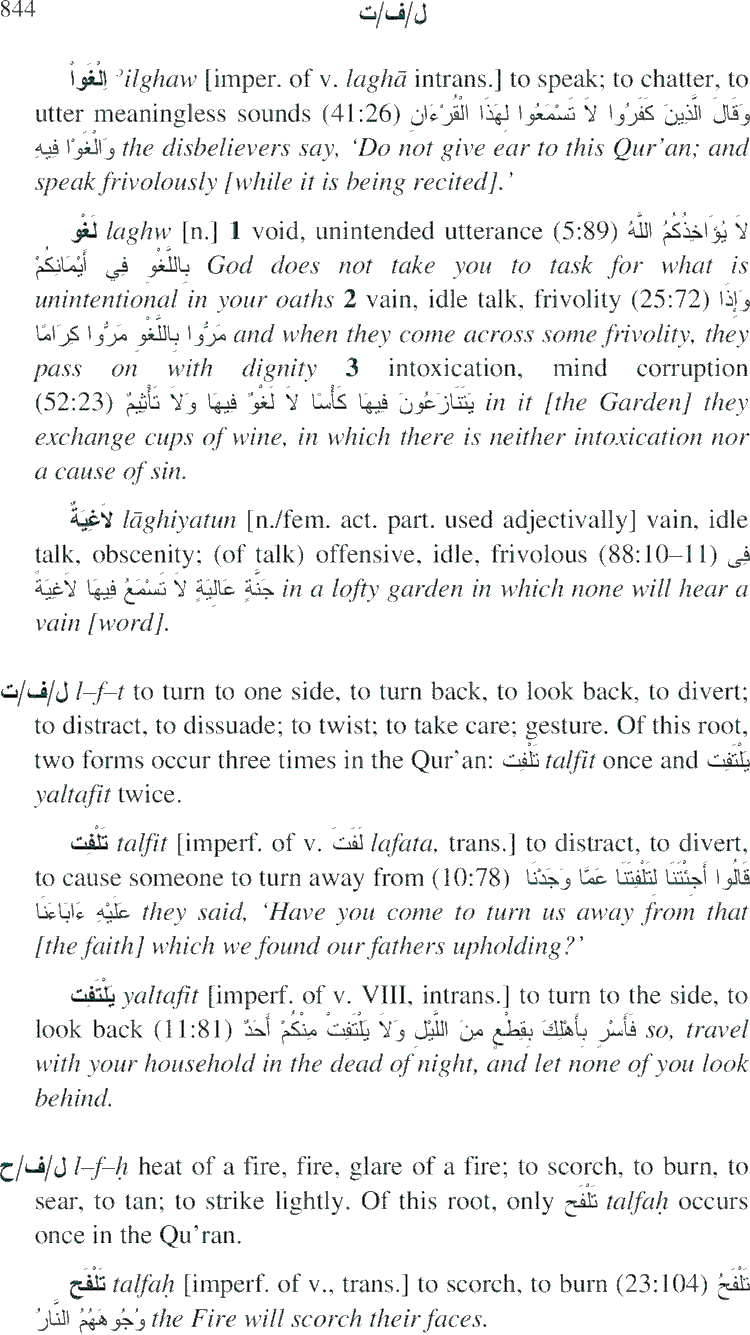 844 ل/ف/ت
اِلْغَواْ ʾilghaw [imper. of v. laghā intrans.] to speak; to chatter, to
utter meaningless sounds (41:26) وَقَالَ الَّذِينَ كَفَرُوا لاَ تَسْمَعُوا لِهَذَا الْقُرْءَانِ
وَالْغَوْا فِيهِ the disbelievers say, ‘Do not give ear to this Qur’an; and
speak frivolously [while it is being recited].’
لَغْو laghw [n.] 1 void, unintended utterance (5:89) لاَ يُؤَاخِذُكُمُ اللَّهُ
بِاللَّغْوِ فِي أَيْمَانِكُمْ God does not take you to task for what is
unintentional in your oaths 2 vain, idle talk, frivolity (25:72) وَإِذَا
مَرُّوا بِاللَّغْوِ مَرُّوا كِرَامًا and when they come across some frivolity, they
pass on with dignity 3 intoxication, mind corruption
(52:23) يَتَنَازَعُونَ فِيهَا كَأْسًا لاَ لَغْوٌ فِيهَا وَلاَ تَأْثِيمٌ in it [the Garden] they
exchange cups of wine, in which there is neither intoxication nor
a cause of sin.
لاَغِيَةٌ lāghiyatun [n./fem. act. part. used adjectivally] vain, idle
talk, obscenity; (of talk) offensive, idle, frivolous (88:10–11) فِى
جَنَّةٍ عَالِيَةٍ لاَ تَسْمَعُ فِيهَا لاَغِيَةً in a lofty garden in which none will hear a
vain [word].
ل/ف/ت l–f–t to turn to one side, to turn back, to look back, to divert;
to distract, to dissuade; to twist; to take care; gesture. Of this root,
two forms occur three times in the Qur’an: تَلْفِت talfit once and يَلْتَفِت
yaltafit twice.
تَلْفِت talfit [imperf. of v. لَفَتَ lafata, trans.] to distract, to divert,
to cause someone to turn away from (10:78) قَالُوا أَجِئْتَنَا لِتَلْفِتَنَا عَمَّا وَجَدْنَا
عَلَيْهِ ءَابَاءَنَا they said, ‘Have you come to turn us away from that
[the faith] which we found our fathers upholding?’
يَلْتَفِت yaltafit [imperf. of v. VIII, intrans.] to turn to the side, to
look back (11:81) فَأَسْرِ بِأَهْلِكَ بِقِطْعٍ مِنَ اللَّيْلِ وَلاَ يَلْتَفِتْ مِنْكُمْ أَحَدٌ so, travel
with your household in the dead of night, and let none of you look
behind.
ل/ف/ح l–f–ḥ heat of a fire, fire, glare of a fire; to scorch, to burn, to
sear, to tan; to strike lightly. Of this root, only تَلْفَح talfaḥ occurs
once in the Qu’ran.
تَلْفَح talfaḥ [imperf. of v., trans.] to scorch, to burn (23:104) تَلْفَحُ
وُجُوهَهُمُ النَّارُ the Fire will scorch their faces.